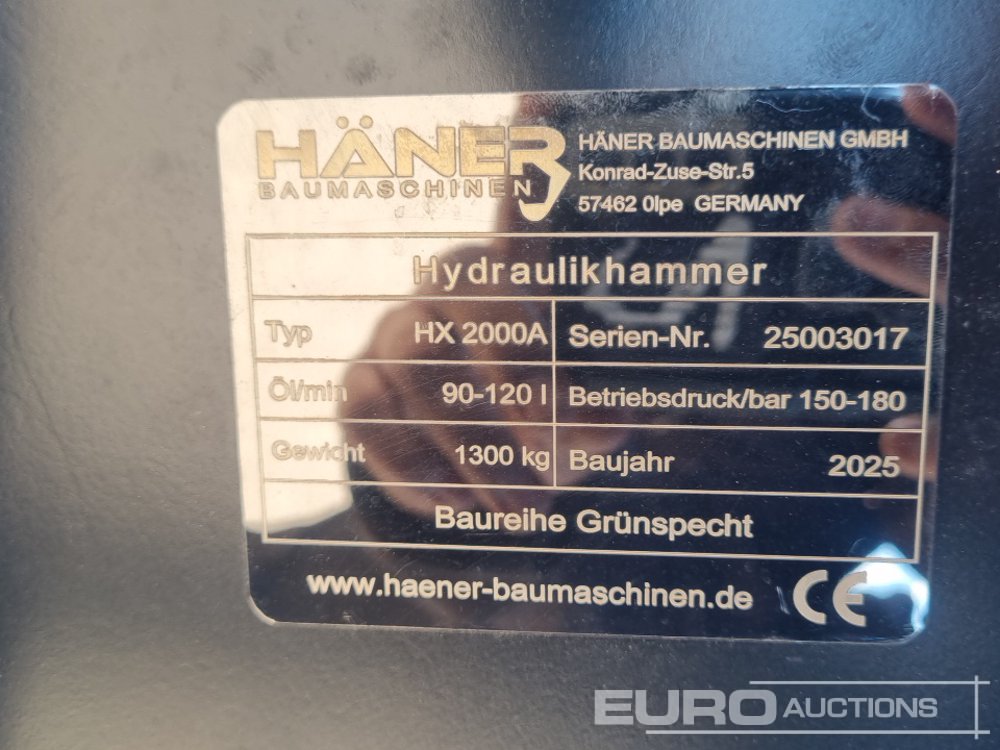 HÄNER
BAUMASCHINEN
HÄNER BAUMASCHINEN GMBH
Konrad-Zuse-Str.5
57462 0lpe GERMANY
Hydraulikhammer
Typ HX 2000A Serien-Nr. 25003017
Öl/min 90-120 l Betriebsdruck/bar 150-180
Gewicht 1300 kg Baujahr 2025
Baureihe Grünspecht
www.haener-baumaschinen.de CE
EURO AUCTIONS